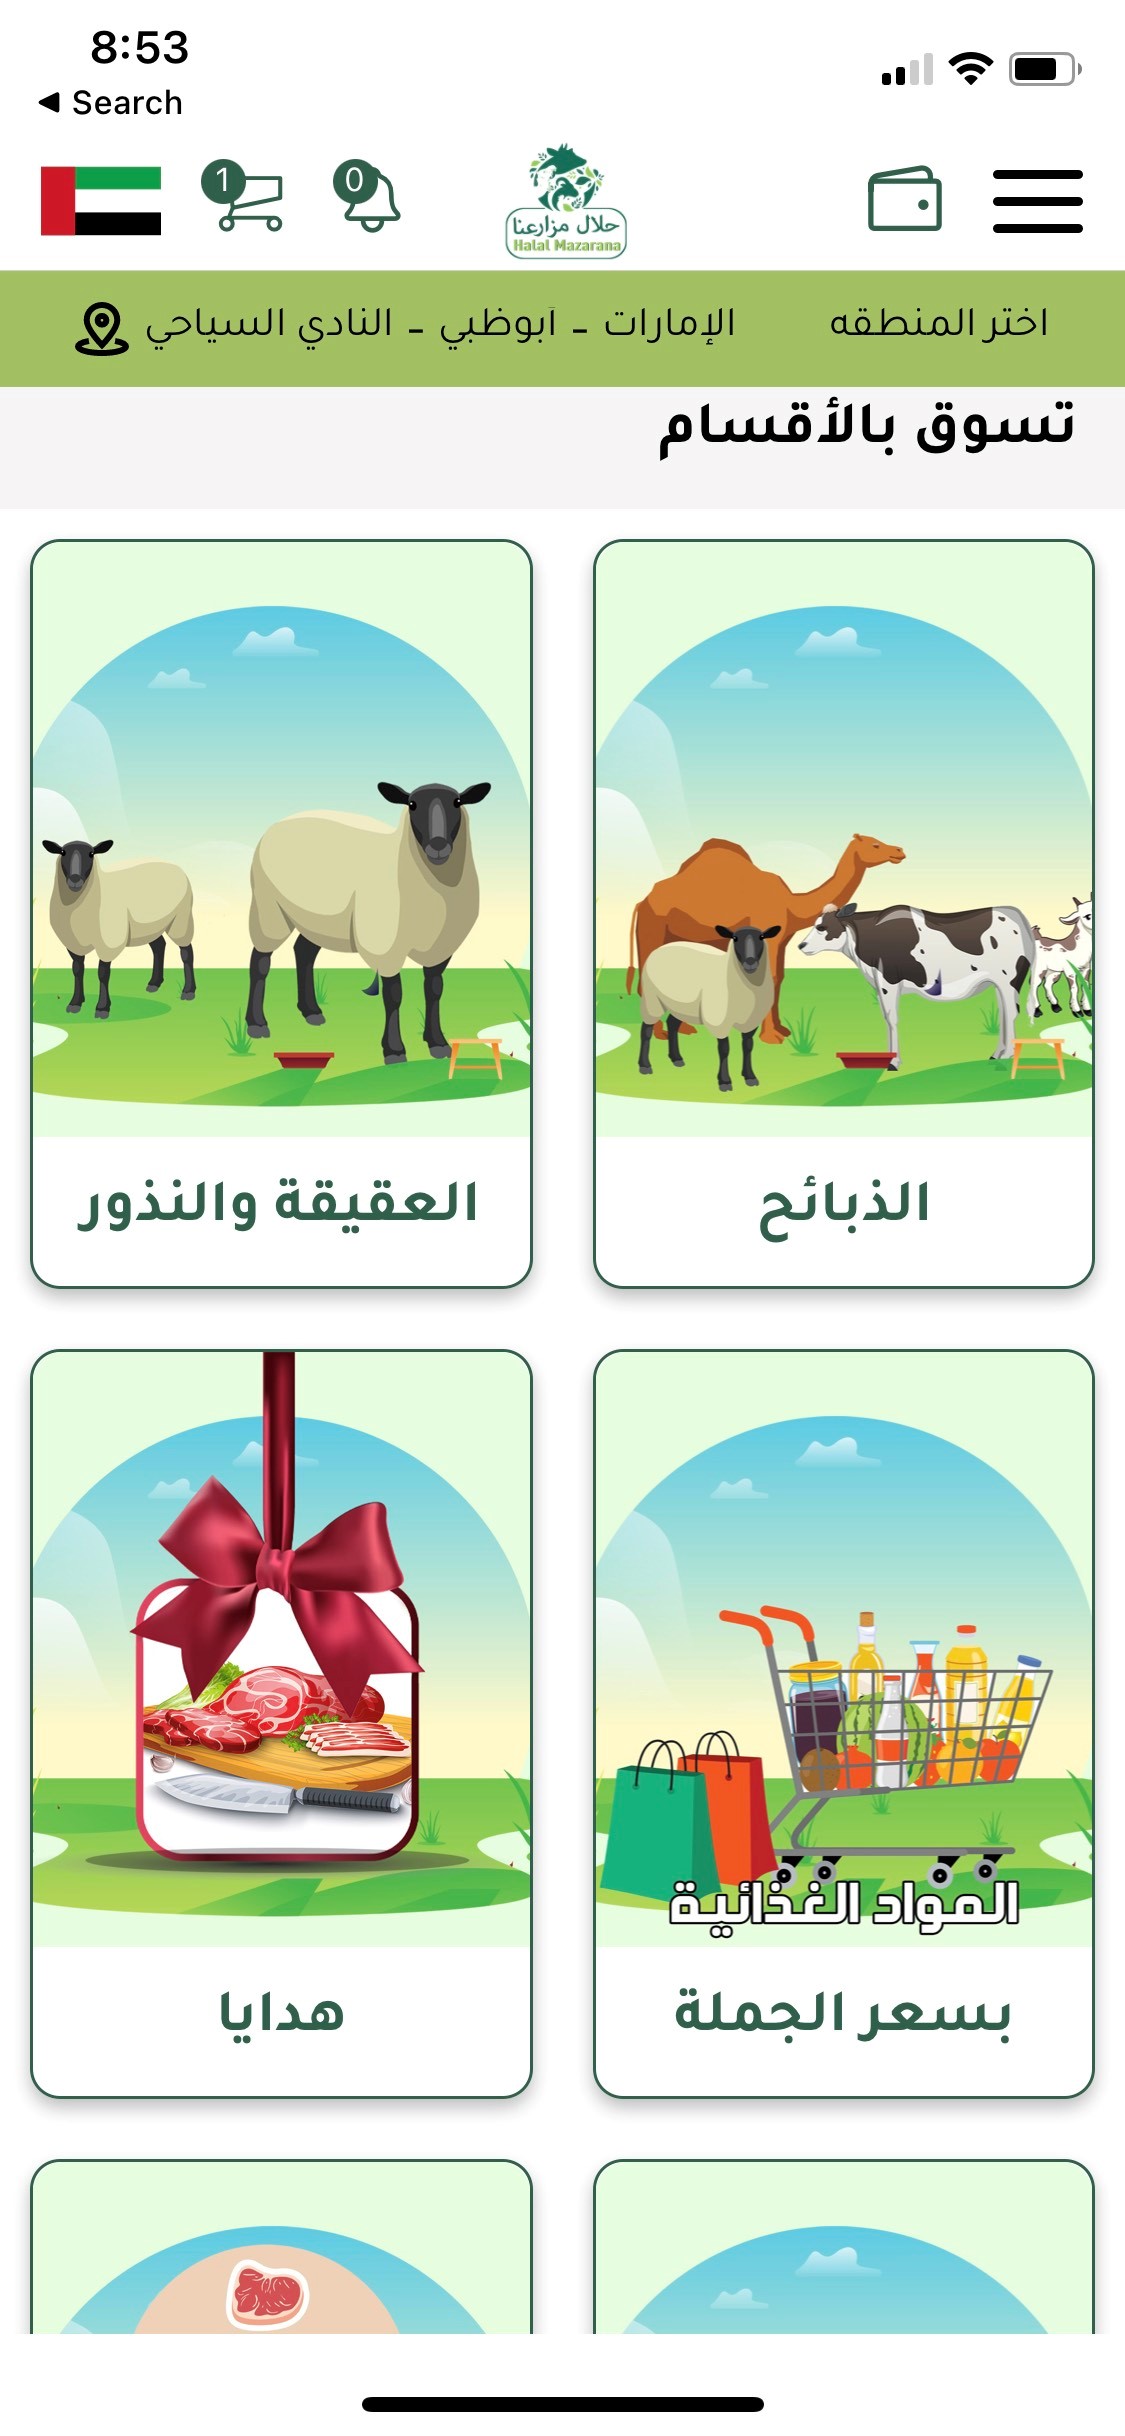 8:53
◀ Search
1
0
حلال مزارعنا
Halal Mazarana
اختر المنطقه
الإمارات - أبوظبي - النادي السياحي
تسوق بالأقسام
الذبائح
العقيقة والنذور
المواد الغذائية
بسعر الجملة
هدايا